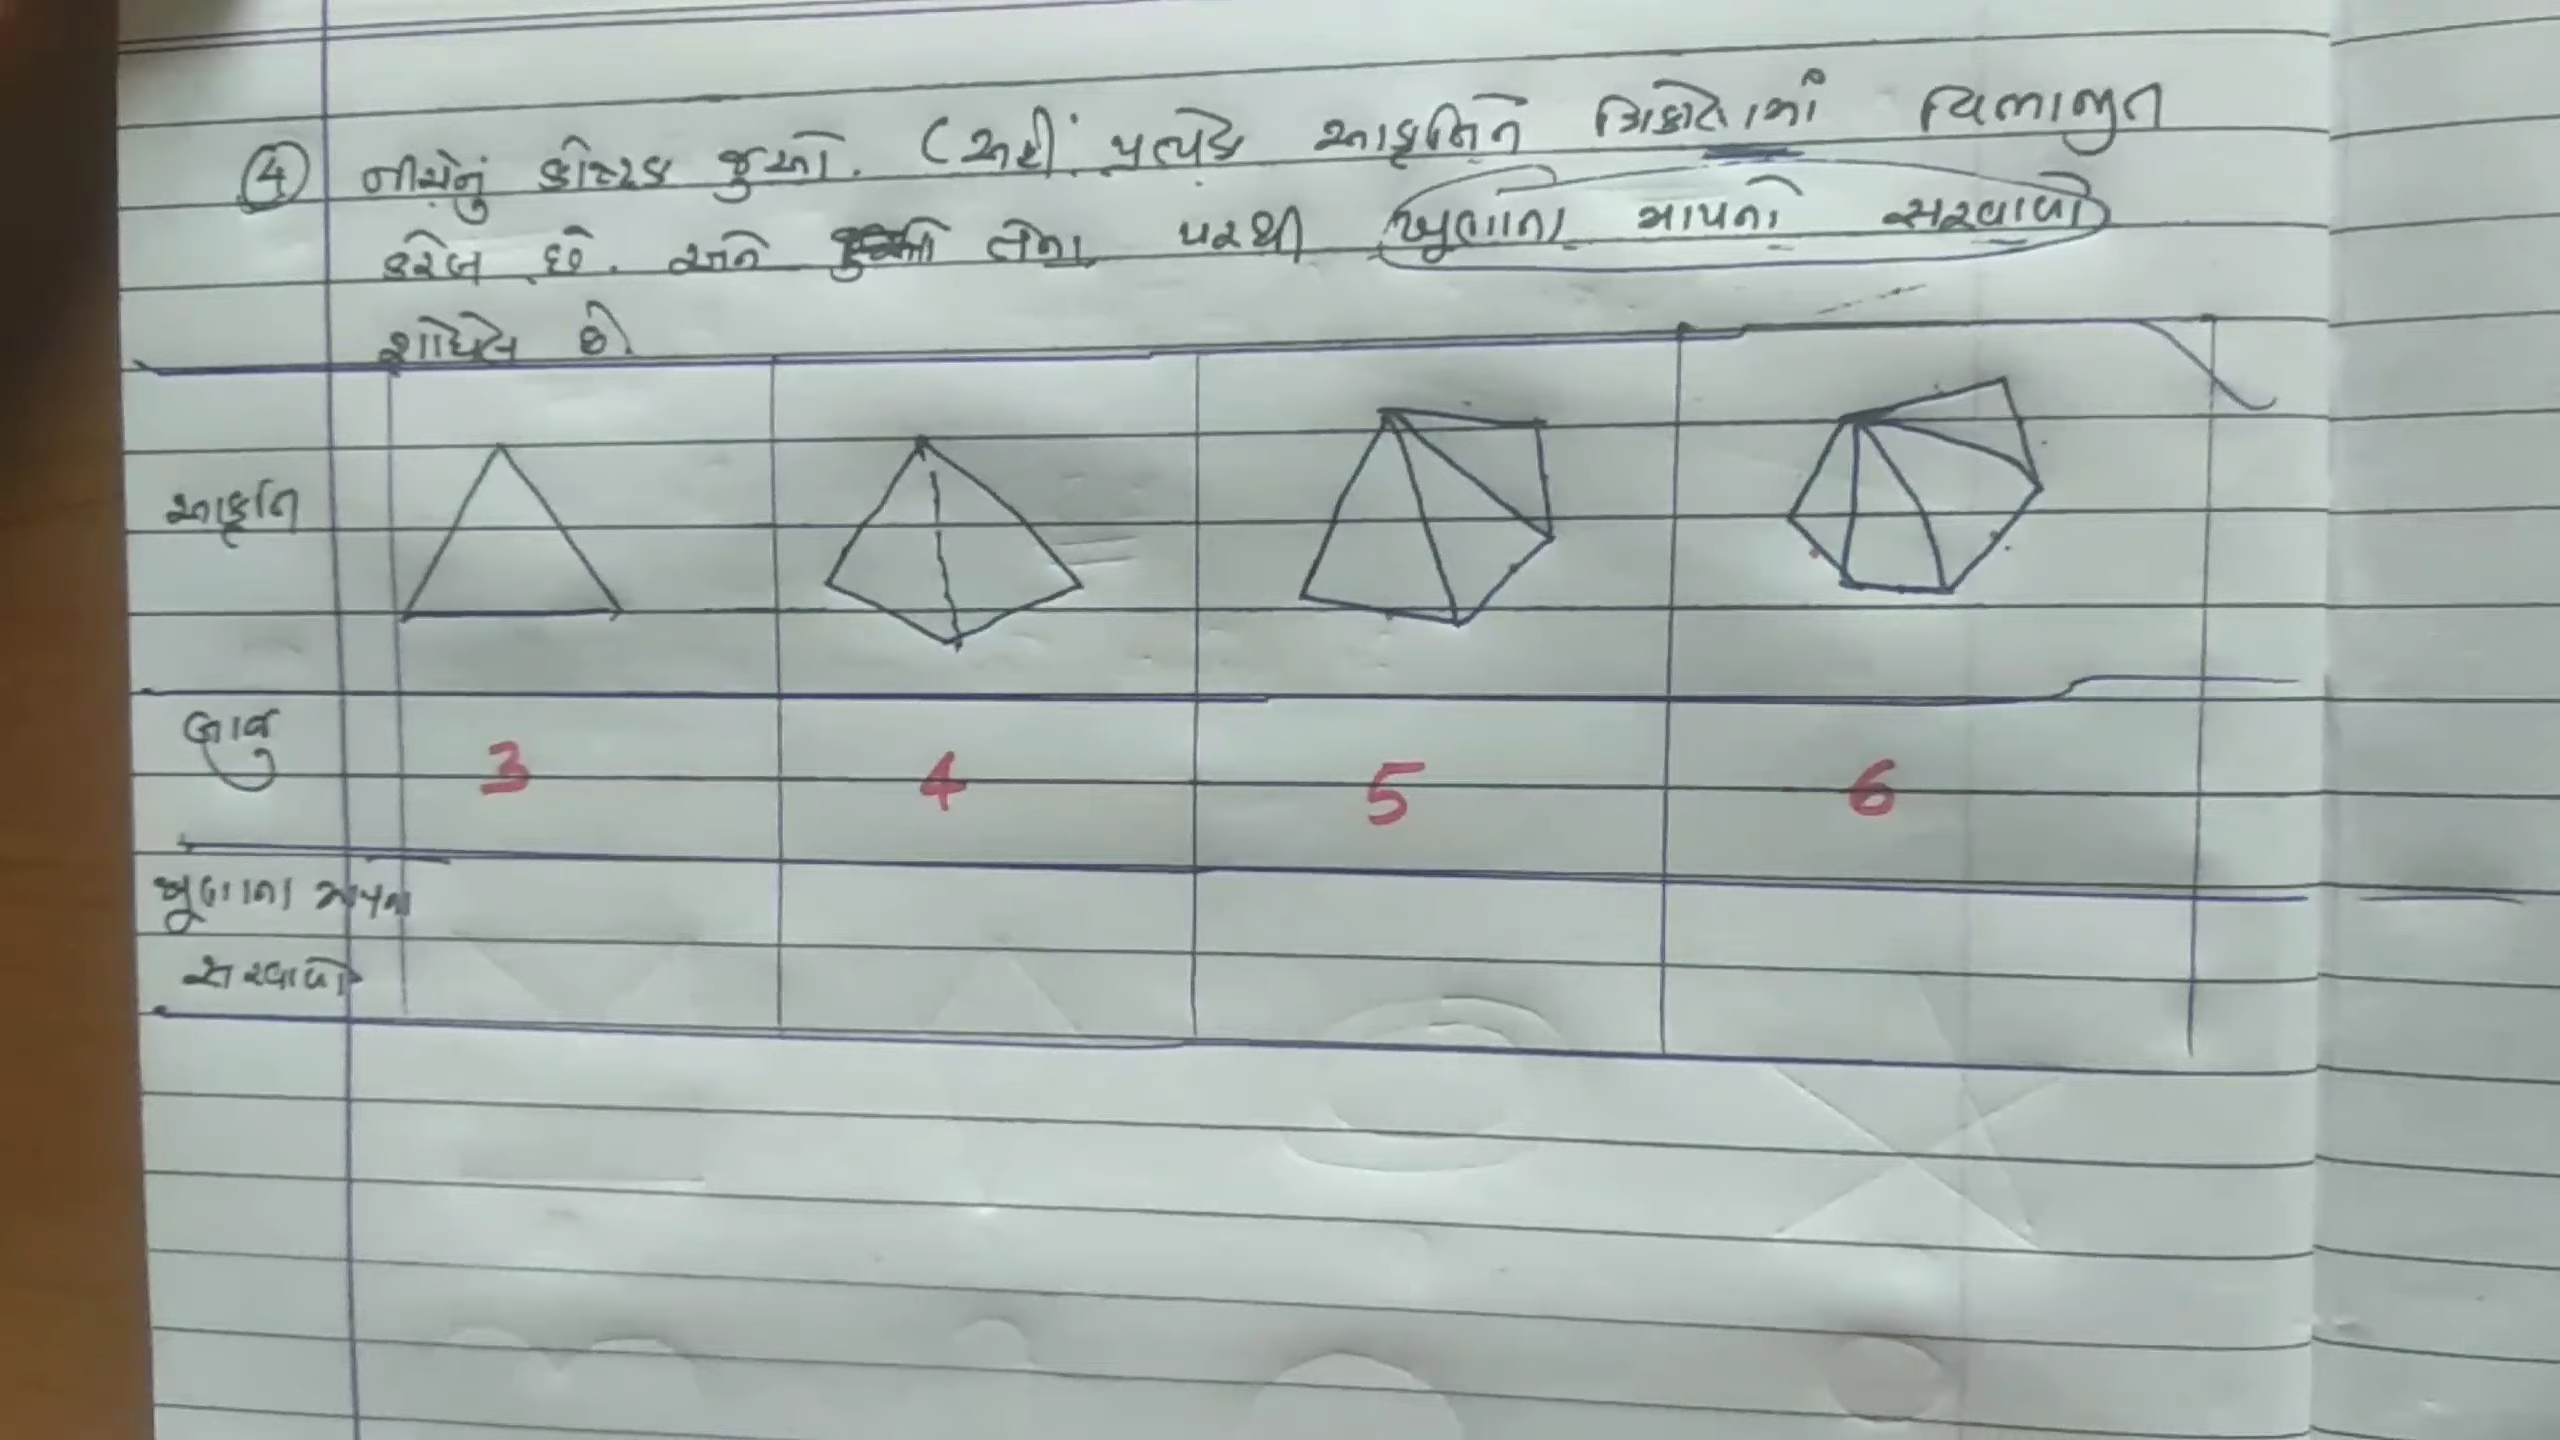 ④ નીચેનું કોષ્ટક જુઓ. (અહીં પ્રત્યેક આકૃતિને ત્રિકોણમાં વિભાજીત
કરેલ છે. અને તેના પરથી ખૂણાના માપનો સરવાળો
શોધેલ છે.
આકૃતિ
બાજુ 3 4 5 6
ખૂણાના માપના
સરવાળો